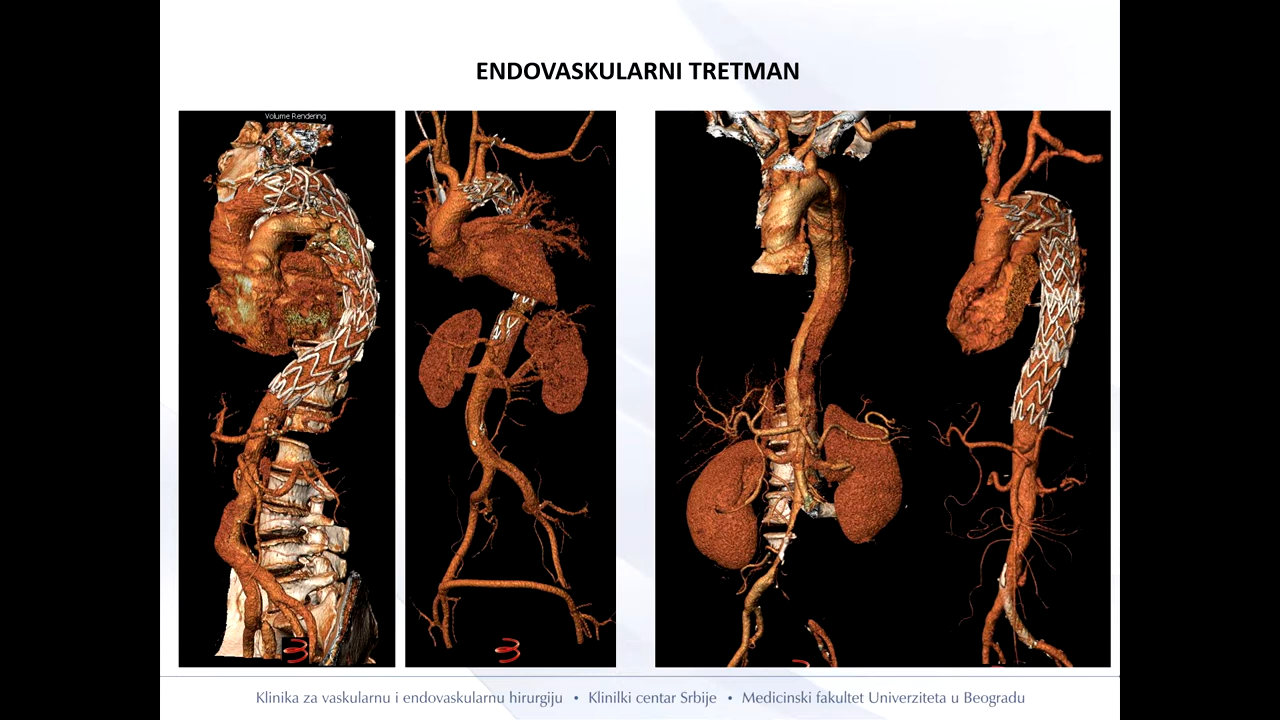 ENDOVASKULARNI TRETMAN
Volume Rendering
Klinika za vaskularnu i endovaskularnu hirurgiju • Klinilki centar Srbije • Medicinski fakultet Univerziteta u Beogradu